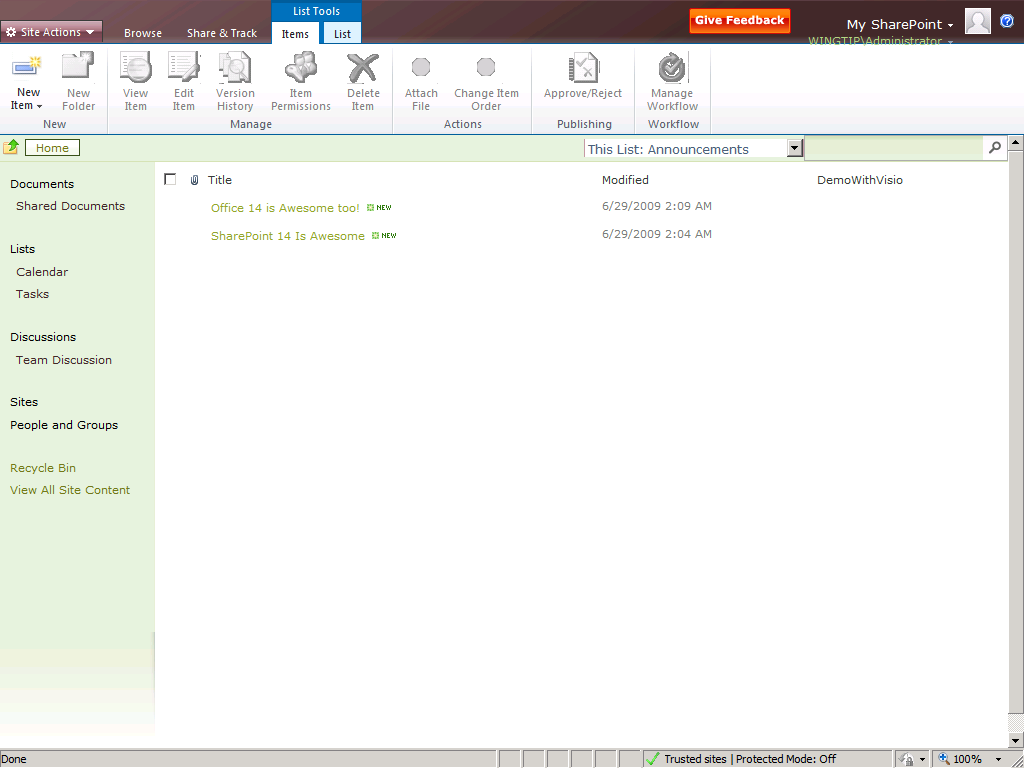 List Tools
Site Actions
Browse
Share & Track
Items
List
Give Feedback
My SharePoint
WINGTIP\Administrator
New Item
New Folder
New
View Item
Edit Item
Version History
Item Permissions
Delete Item
Manage
Attach File
Change Item Order
Actions
Approve/Reject
Publishing
Manage Workflow
Workflow
Home
This List: Announcements
Documents
Shared Documents
Lists
Calendar
Tasks
Discussions
Team Discussion
Sites
People and Groups
Recycle Bin
View All Site Content
Title Modified DemoWithVisio
Office 14 is Awesome too! NEW 6/29/2009 2:09 AM
SharePoint 14 Is Awesome NEW 6/29/2009 2:04 AM
Done Trusted sites | Protected Mode: Off 100%